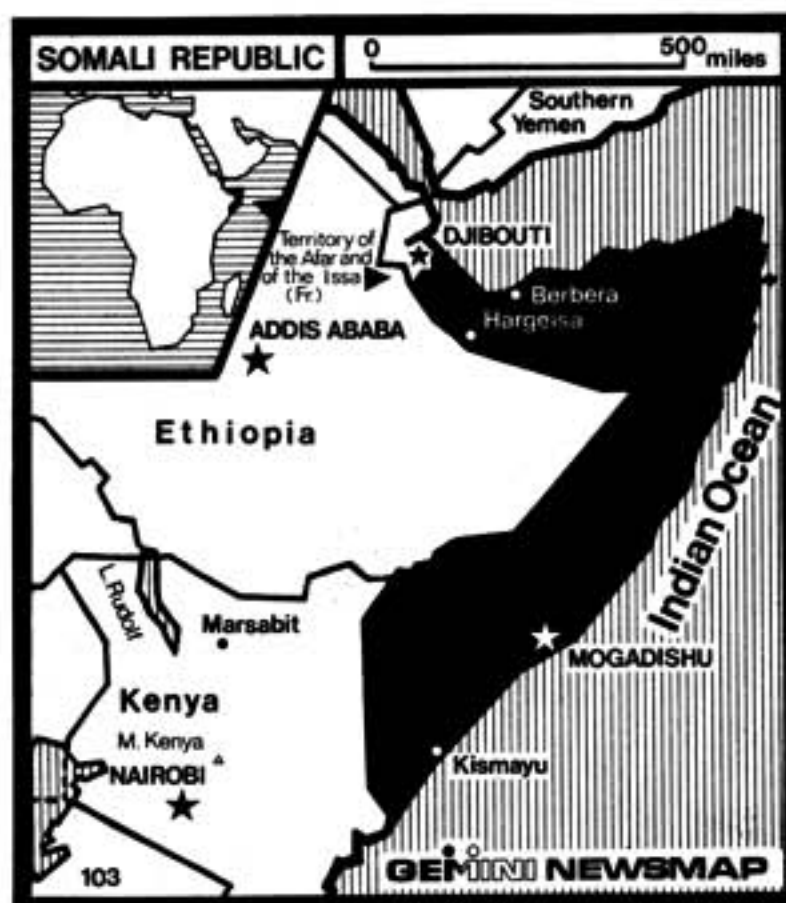 SOMALI REPUBLIC
0 500 miles
Southern
Yemen
DJIBOUTI
Territory of
the Afar and
of the Issa
(Fr.)
Berbera
Hargeisa
ADDIS ABABA
Ethiopia
Indian Ocean
L. Rudolf
Marsabit
MOGADISHU
Kenya
M. Kenya
Kismayu
NAIROBI
103
GEMINI NEWSMAP